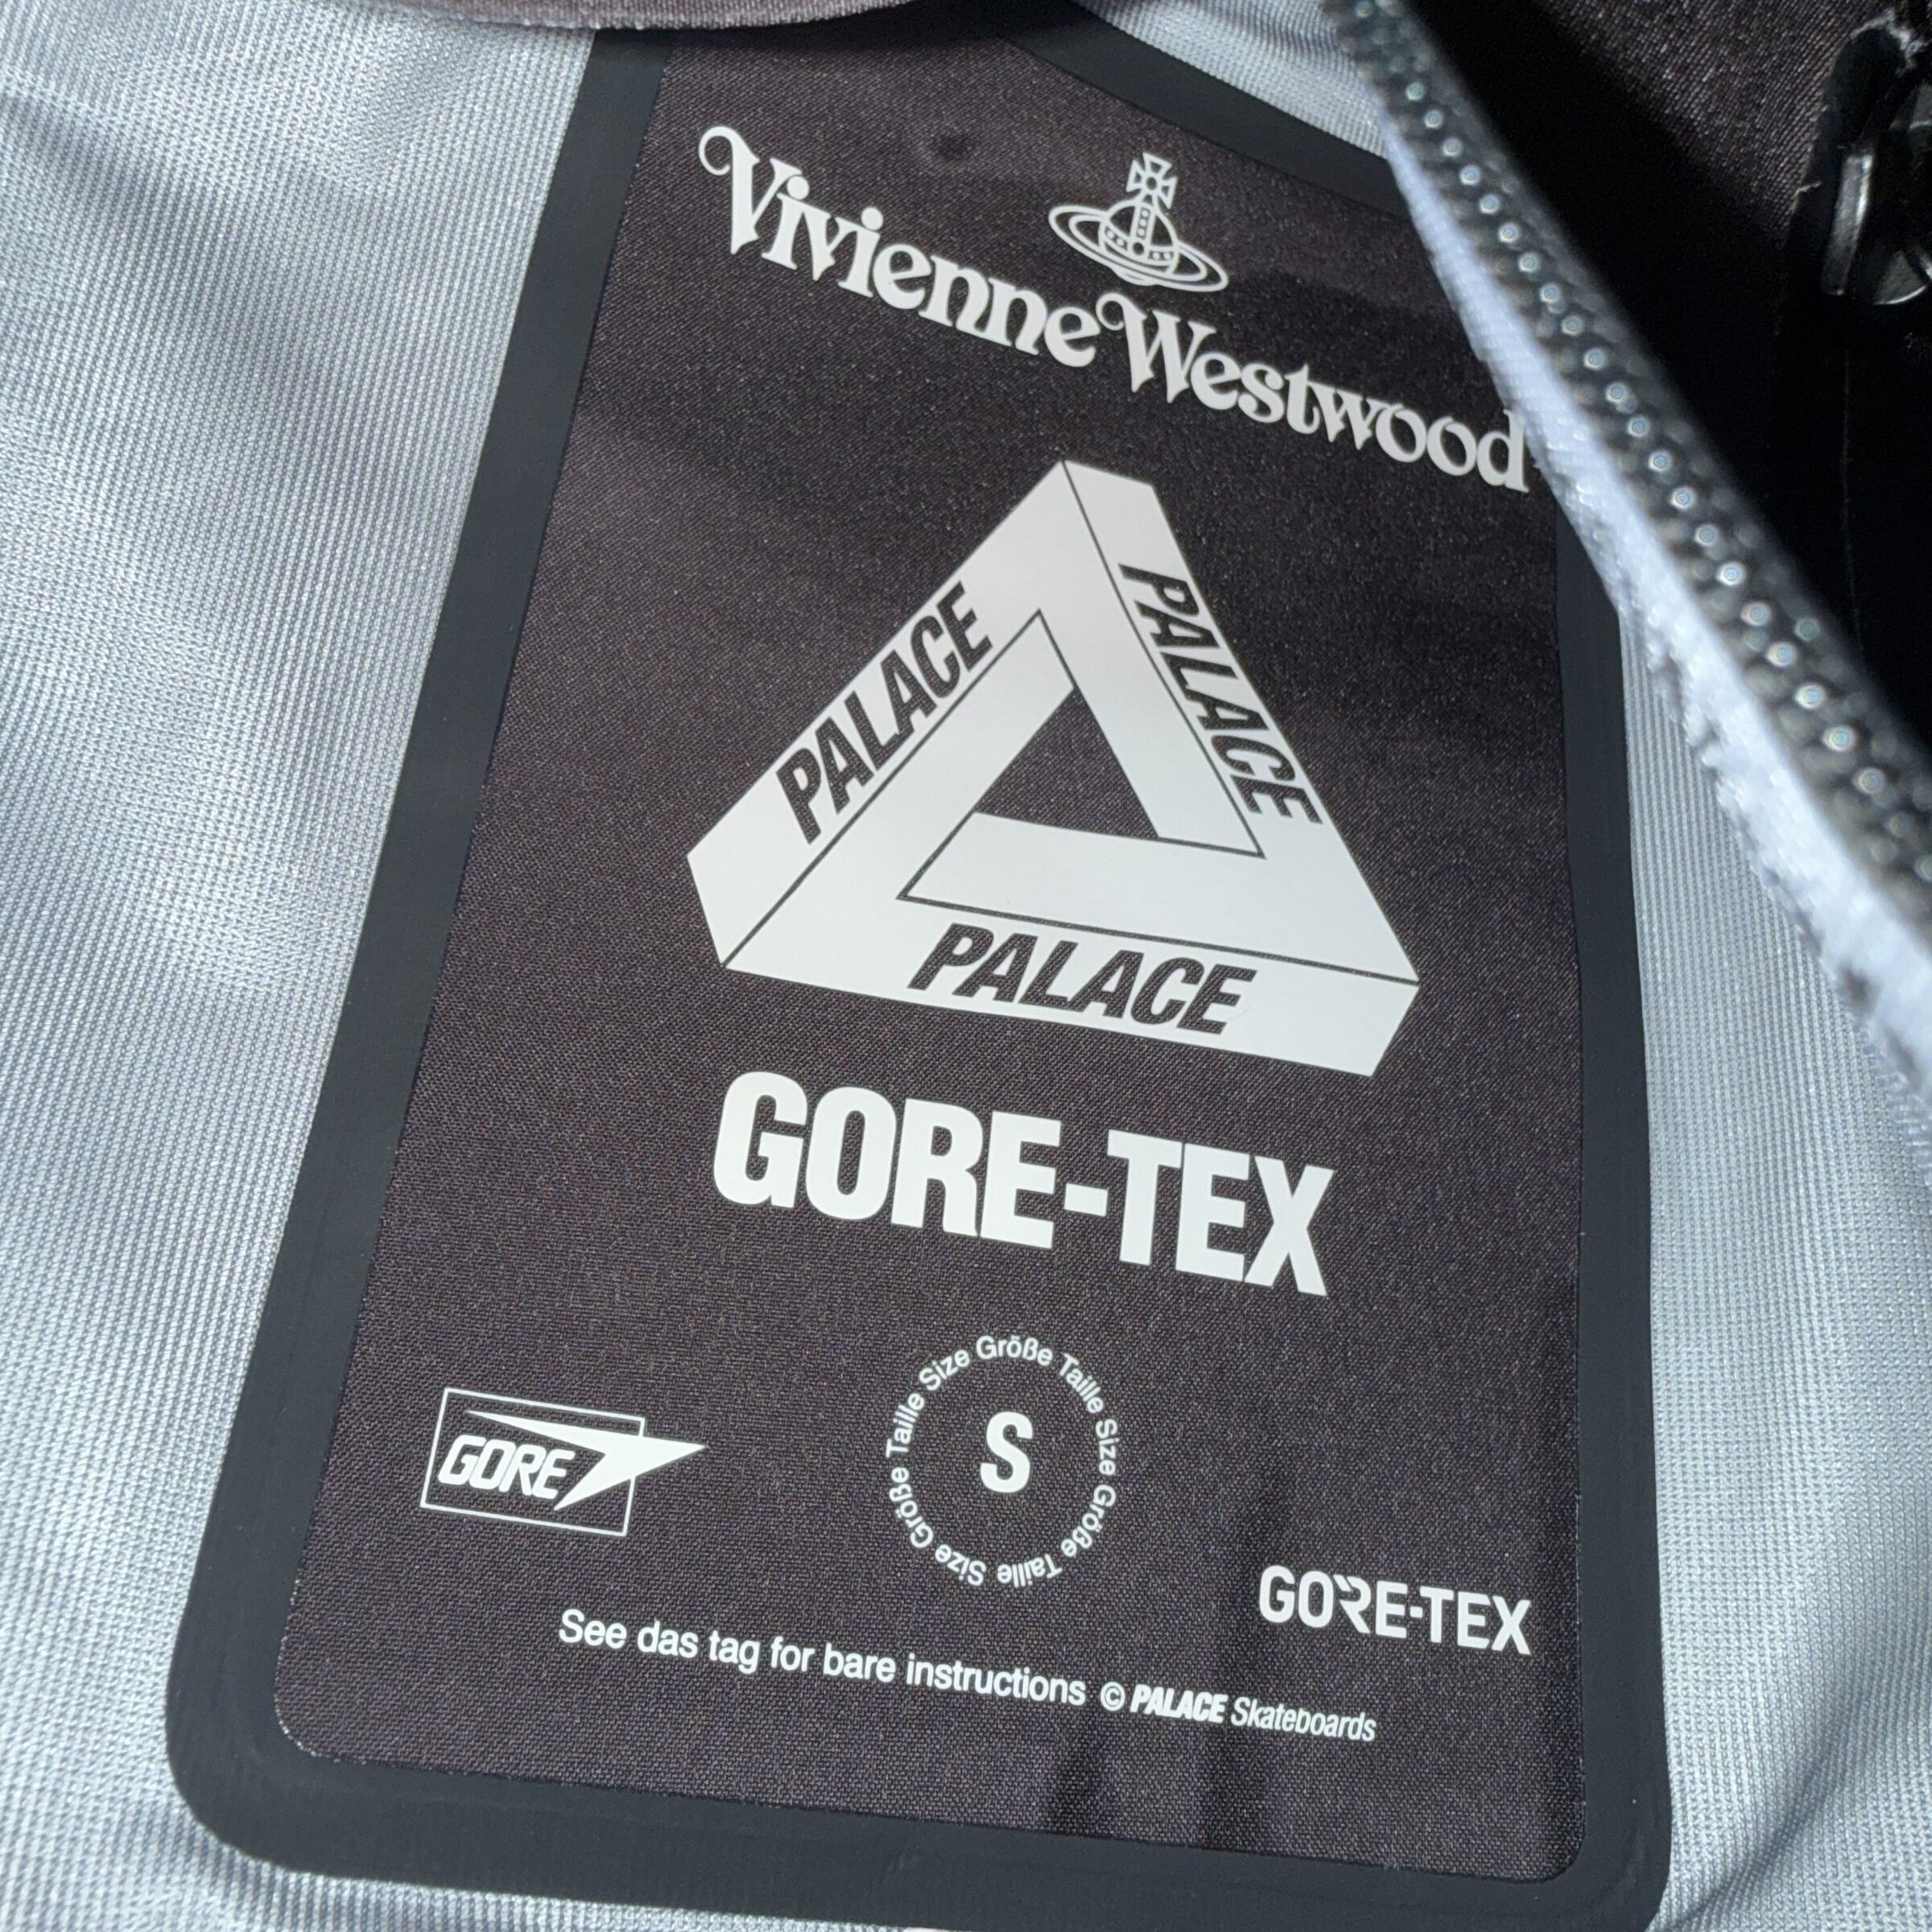 Vivienne Westwood
PALACE
PALACE
PALACE
GORE-TEX
GORE
Size Größe Taille Size Größe Taille Size Größe Taille
S
GORE-TEX
See das tag for bare instructions © PALACE Skateboards